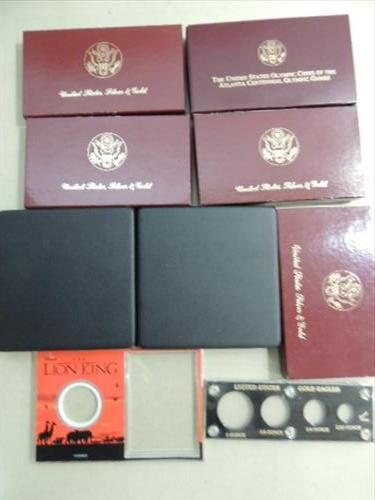 United States Silver & Gold
THE UNITED STATES OLYMPIC COINS OF THE
ATLANTA CENTENNIAL OLYMPIC GAMES
United States Silver & Gold
United States Silver & Gold
United States Silver & Gold
THE
LION KING
UNITED STATES GOLD EAGLES